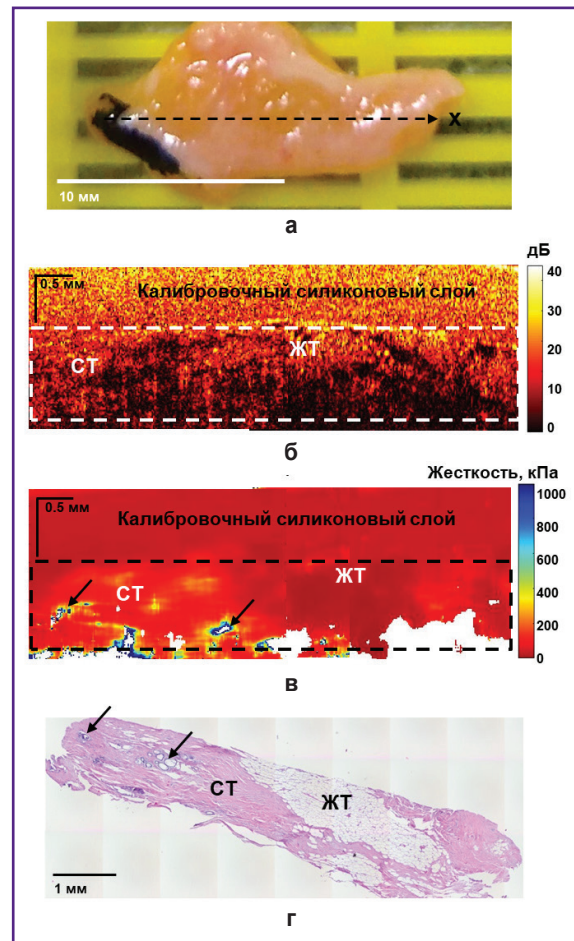 X
10 мм
а
дБ
0.5 мм
Калибровочный силиконовый слой
40
30
20
10
0
СТ
ЖТ
б
Жесткость, кПа
0.5 мм
Калибровочный силиконовый слой
1000
800
600
400
200
0
СТ
ЖТ
в
СТ
ЖТ
1 мм
г